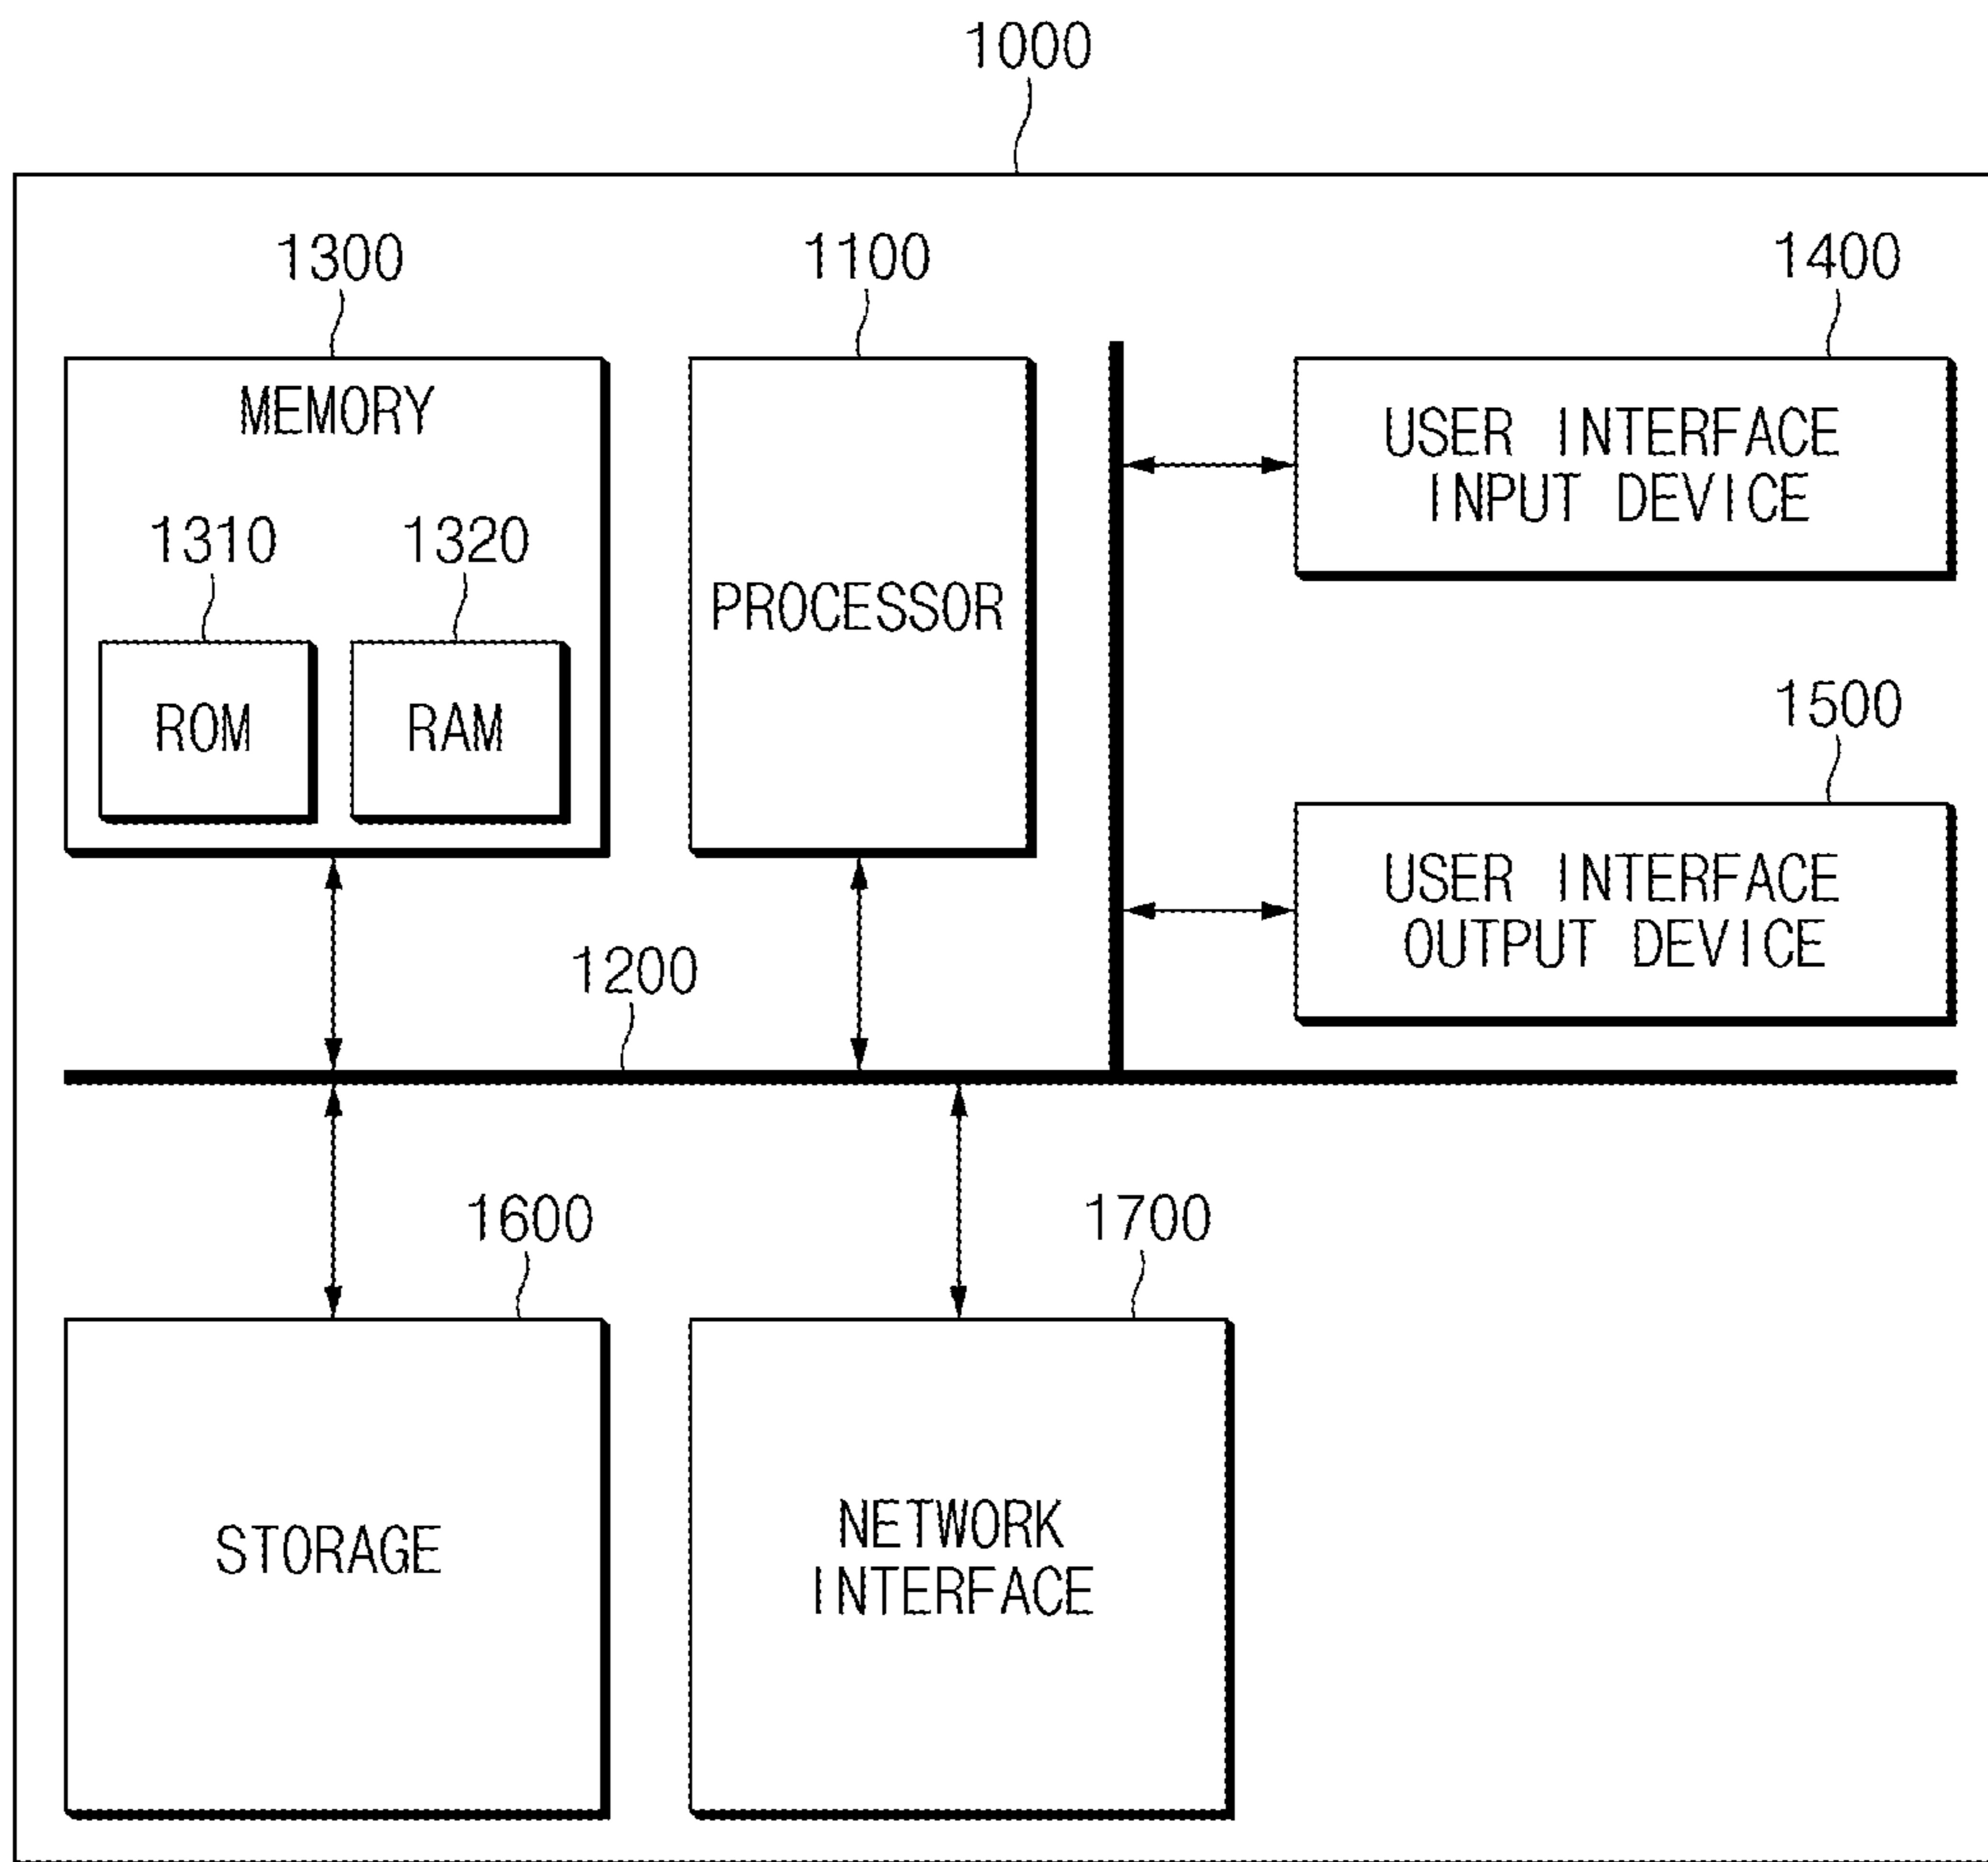 1000
1300
1100
1400
MEMORY
USER INTERFACE
INPUT DEVICE
1310
1320
PROCESSOR
ROM
RAM
1500
USER INTERFACE
OUTPUT DEVICE
1200
1600
1700
STORAGE
NETWORK
INTERFACE